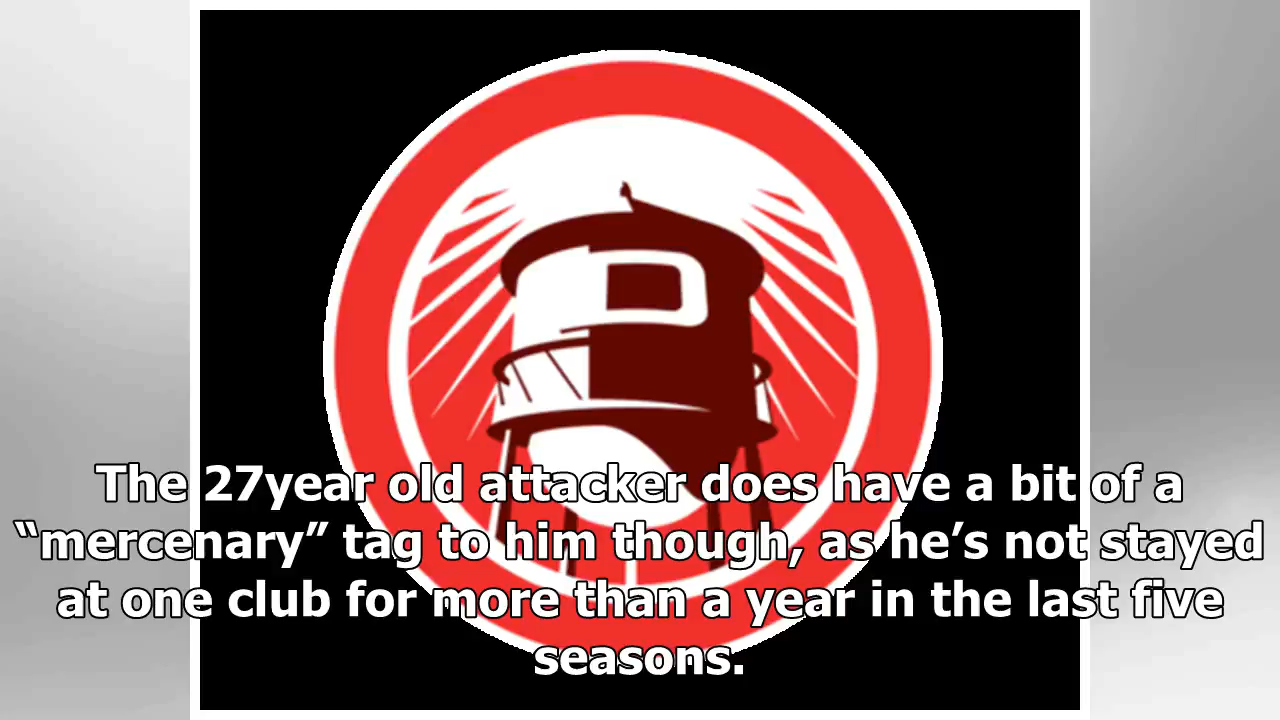 The 27year old attacker does have a bit of a
“mercenary” tag to him though, as he’s not stayed
at one club for more than a year in the last five
seasons.